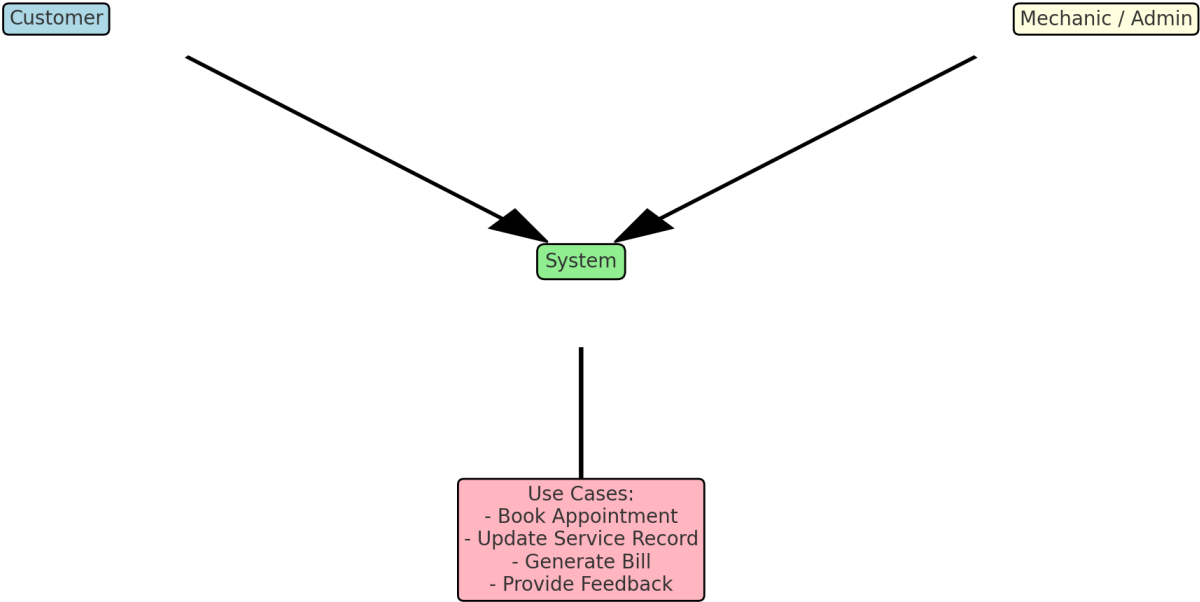 Customer
Mechanic / Admin
System
Use Cases:
- Book Appointment
- Update Service Record
- Generate Bill
- Provide Feedback